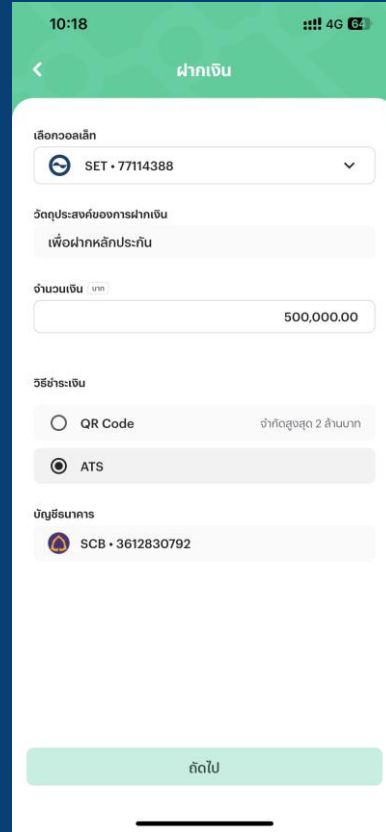 10:18 4G 64
ฝากเงิน
เลือกวอลเล็ท
SET • 77114388
วัตถุประสงค์ของการฝากเงิน
เพื่อฝากหลักประกัน
จำนวนเงิน บาท
500,000.00
วิธีชำระเงิน
QR Code จำกัดสูงสุด 2 ล้านบาท
ATS
บัญชีธนาคาร
SCB • 3612830792
ถัดไป